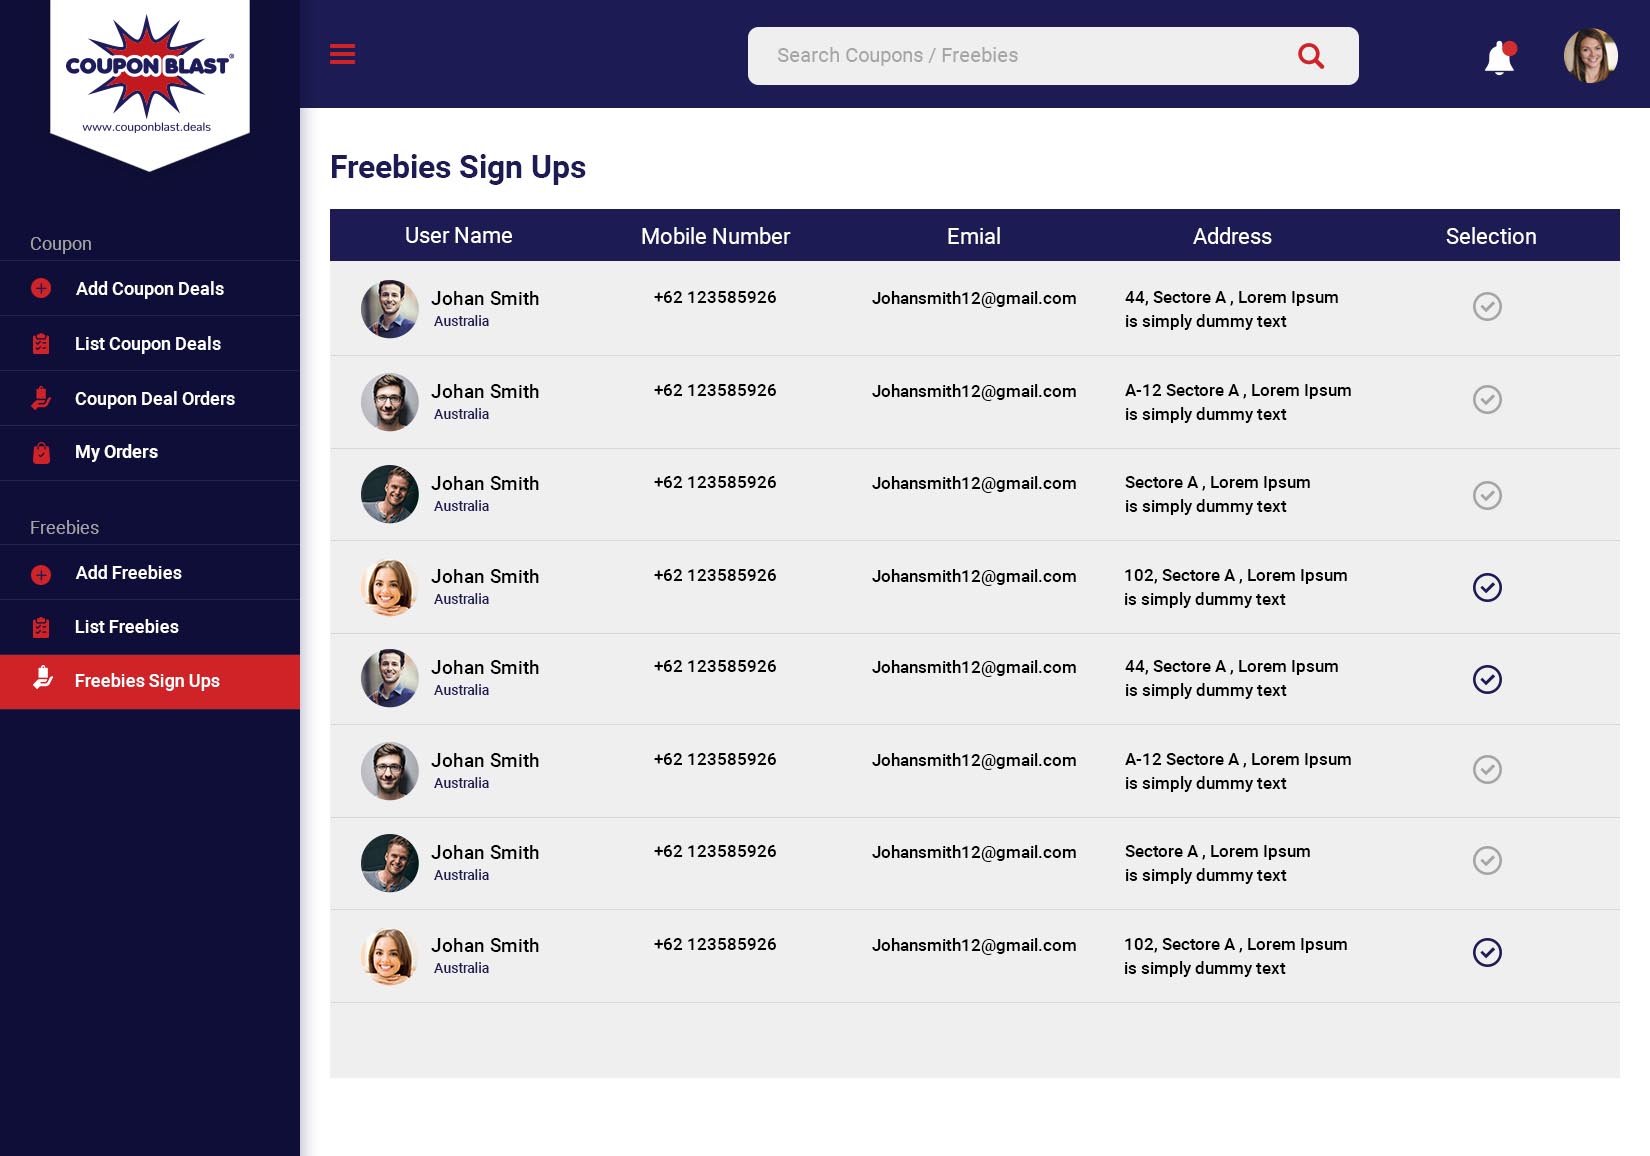 COUPON BLAST®
www.couponblast.deals
Search Coupons / Freebies
Coupon
Add Coupon Deals
List Coupon Deals
Coupon Deal Orders
My Orders
Freebies
Add Freebies
List Freebies
Freebies Sign Ups
Freebies Sign Ups
User Name Mobile Number Emial Address Selection
Johan Smith +62 123585926 Johansmith12@gmail.com 44, Sectore A , Lorem Ipsum
Australia is simply dummy text
Johan Smith +62 123585926 Johansmith12@gmail.com A-12 Sectore A , Lorem Ipsum
Australia is simply dummy text
Johan Smith +62 123585926 Johansmith12@gmail.com Sectore A , Lorem Ipsum
Australia is simply dummy text
Johan Smith +62 123585926 Johansmith12@gmail.com 102, Sectore A , Lorem Ipsum
Australia is simply dummy text
Johan Smith +62 123585926 Johansmith12@gmail.com 44, Sectore A , Lorem Ipsum
Australia is simply dummy text
Johan Smith +62 123585926 Johansmith12@gmail.com A-12 Sectore A , Lorem Ipsum
Australia is simply dummy text
Johan Smith +62 123585926 Johansmith12@gmail.com Sectore A , Lorem Ipsum
Australia is simply dummy text
Johan Smith +62 123585926 Johansmith12@gmail.com 102, Sectore A , Lorem Ipsum
Australia is simply dummy text